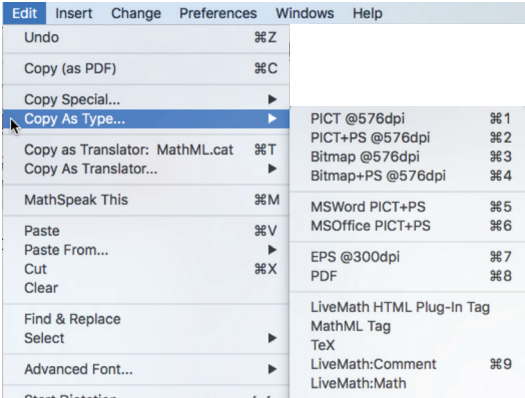 Edit Insert Change Preferences Windows Help
Undo ⌘Z
Copy (as PDF) ⌘C
Copy Special... ▶
Copy As Type... ▶
Copy as Translator: MathML.cat ⌘T
Copy As Translator... ▶
MathSpeak This ⌘M
Paste ⌘V
Paste From... ▶
Cut ⌘X
Clear
Find & Replace
Select ▶
Advanced Font... ▶
Start Dictation
PICT @576dpi ⌘1
PICT+PS @576dpi ⌘2
Bitmap @576dpi ⌘3
Bitmap+PS @576dpi ⌘4
MSWord PICT+PS ⌘5
MSOffice PICT+PS ⌘6
EPS @300dpi ⌘7
PDF ⌘8
LiveMath HTML Plug-In Tag
MathML Tag
TeX
LiveMath:Comment ⌘9
LiveMath:Math